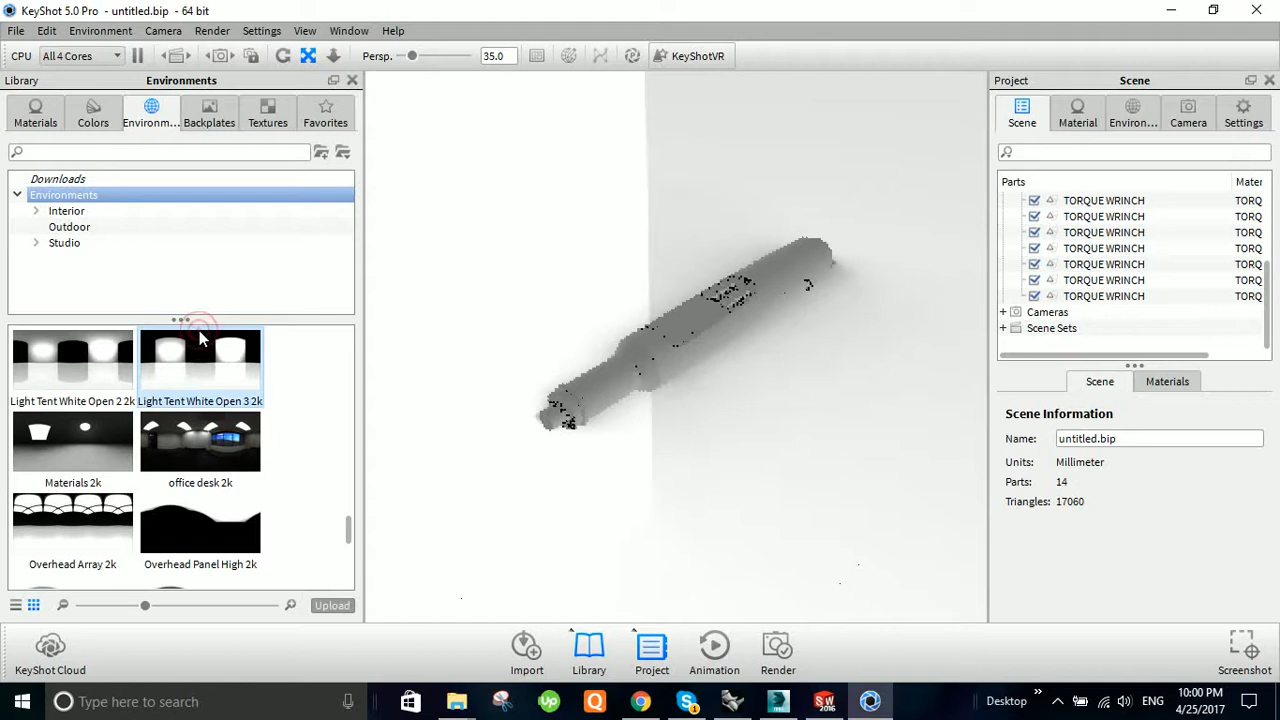 KeyShot 5.0 Pro - untitled.bip - 64 bit
File Edit Environment Camera Render Settings View Window Help
CPU All 4 Cores Persp. 35.0 KeyShotVR
Library Environments
Materials Colors Environm... Backplates Textures Favorites
Downloads
Environments
Interior
Outdoor
Studio
Light Tent White Open 2 2k Light Tent White Open 3 2k
Materials 2k office desk 2k
Overhead Array 2k Overhead Panel High 2k
Upload
Project Scene
Scene Material Environ... Camera Settings
Parts Mater
TORQUE WRINCH TORQ
TORQUE WRINCH TORQ
TORQUE WRINCH TORQ
TORQUE WRINCH TORQ
TORQUE WRINCH TORQ
TORQUE WRINCH TORQ
TORQUE WRINCH TORQ
Cameras
Scene Sets
Scene Materials
Scene Information
Name: untitled.bip
Units: Millimeter
Parts: 14
Triangles: 17060
KeyShot Cloud Import Library Project Animation Render Screenshot
Type here to search Desktop ENG 10:00 PM
4/25/2017